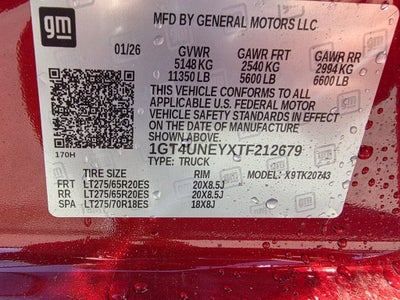 gm
MFD BY GENERAL MOTORS LLC
01/26 GVWR GAWR FRT GAWR RR
5148 KG 2540 KG 2994 KG
11350 LB 5600 LB 6600 LB
THIS VEHICLE CONFORMS TO ALL
APPLICABLE U.S. FEDERAL MOTOR
VEHICLE SAFETY STANDARDS IN EFFECT
ON THE DATE OF MANUFACTURE
SHOWN ABOVE.
1GT4UNEYXTF212679
170H TYPE: TRUCK X9TK20743
TIRE SIZE RIM
FRT LT275/65R20ES 20X8.5J
RR LT275/65R20ES 20X8.5J
SPA LT275/70R18ES 18X8J